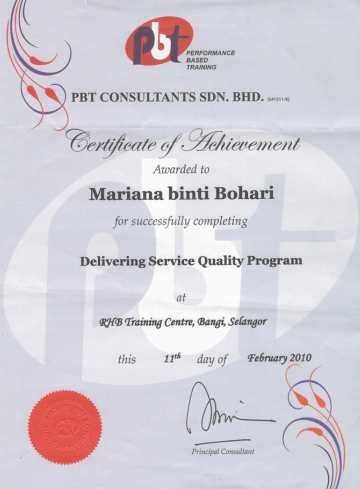 pbt
PERFORMANCE
BASED
TRAINING
PBT CONSULTANTS SDN. BHD.
Certificate of Achievement
Awarded to
Mariana binti Bohari
for successfully completing
Delivering Service Quality Program
at
RHB Training Centre, Bangi, Selangor
this 11th day of February 2010
Principal Consultant